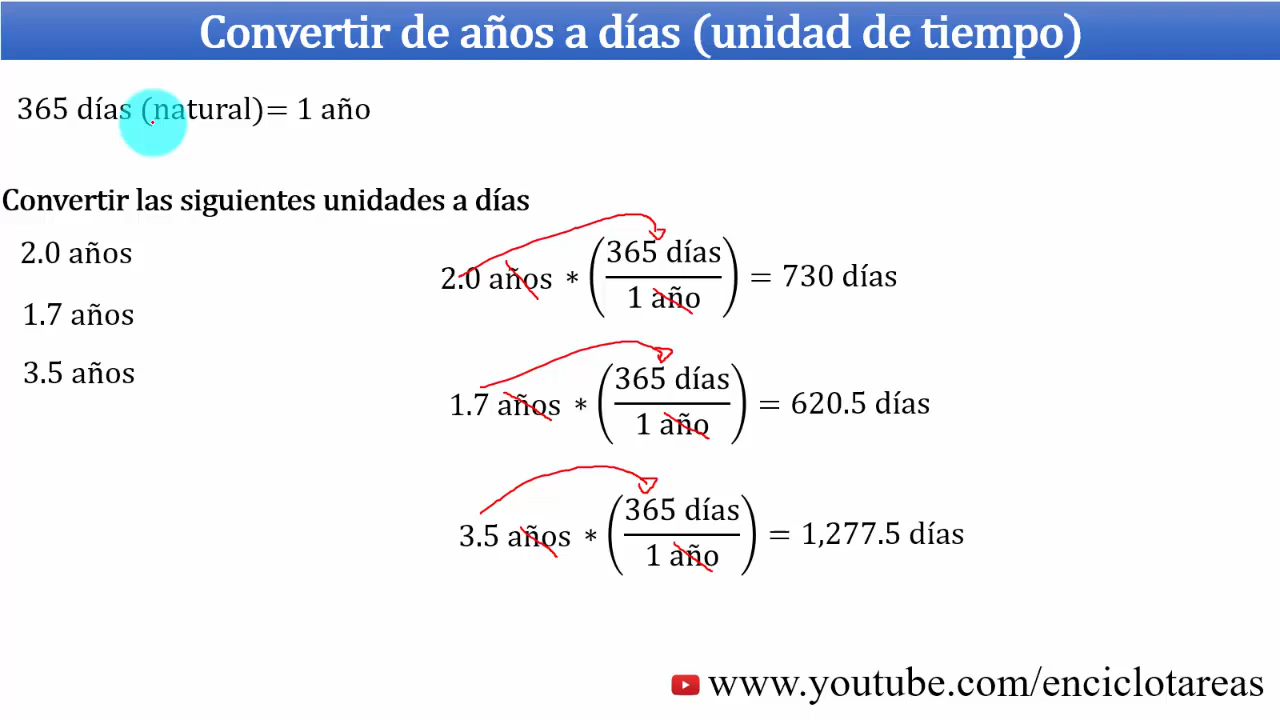 Convertir de años a días (unidad de tiempo)
365 días (natural)= 1 año
Convertir las siguientes unidades a días
2.0 años
1.7 años
3.5 años
2.0 años * (365 días / 1 año) = 730 días
1.7 años * (365 días / 1 año) = 620.5 días
3.5 años * (365 días / 1 año) = 1,277.5 días
www.youtube.com/enciclotareas